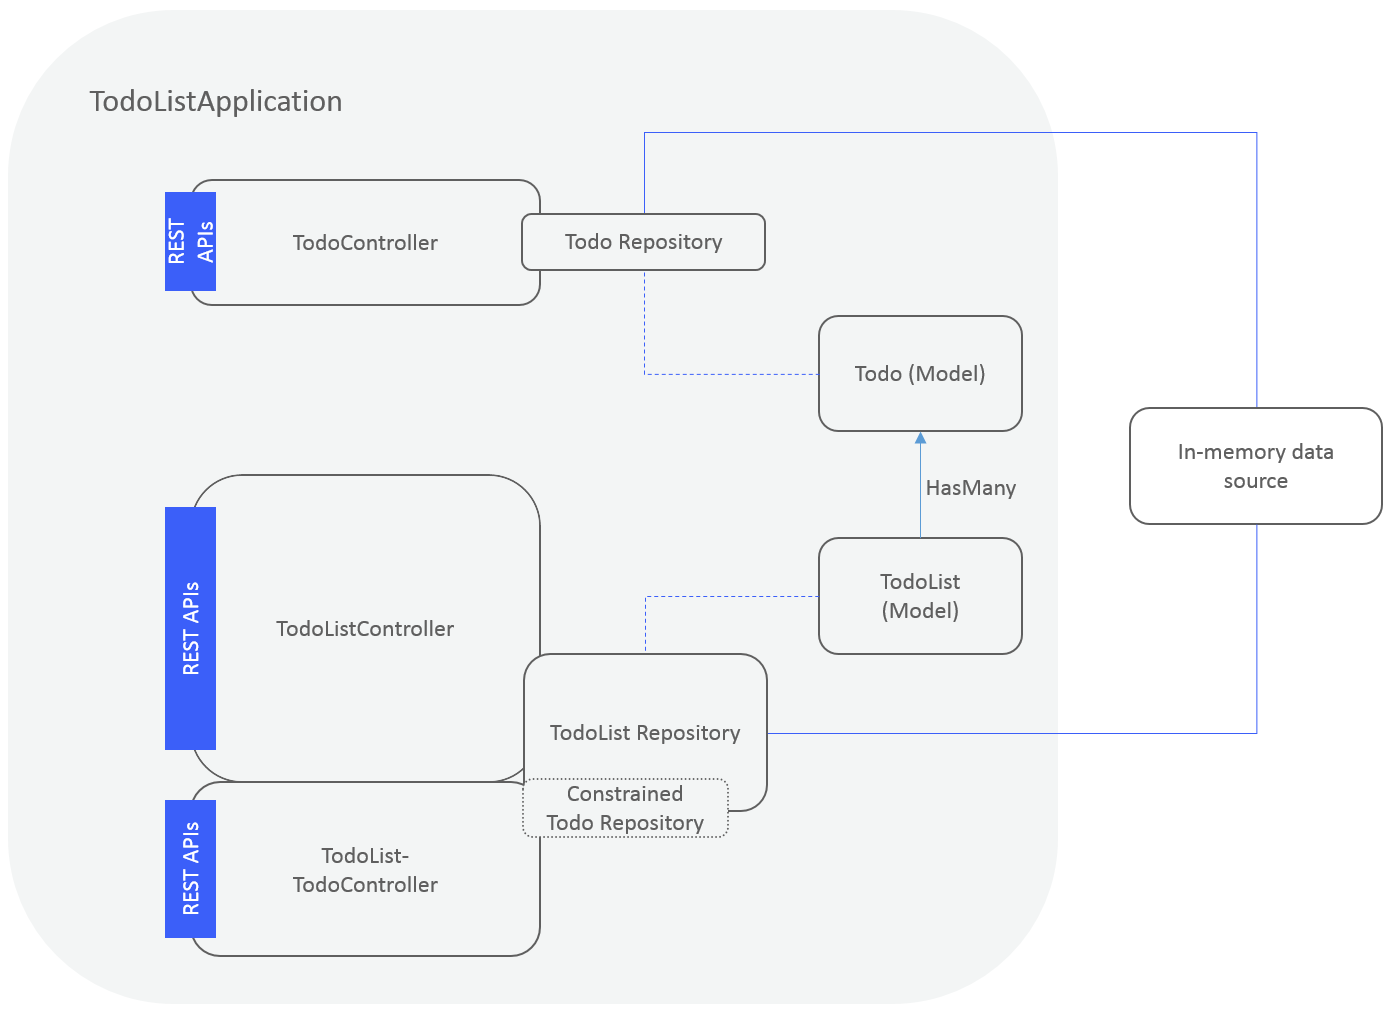 TodoListApplication
REST
APIs
TodoController
Todo Repository
Todo (Model)
In-memory data
source
HasMany
TodoList
(Model)
REST APIs
TodoListController
TodoList Repository
Constrained
Todo Repository
REST APIs
TodoList-
TodoController